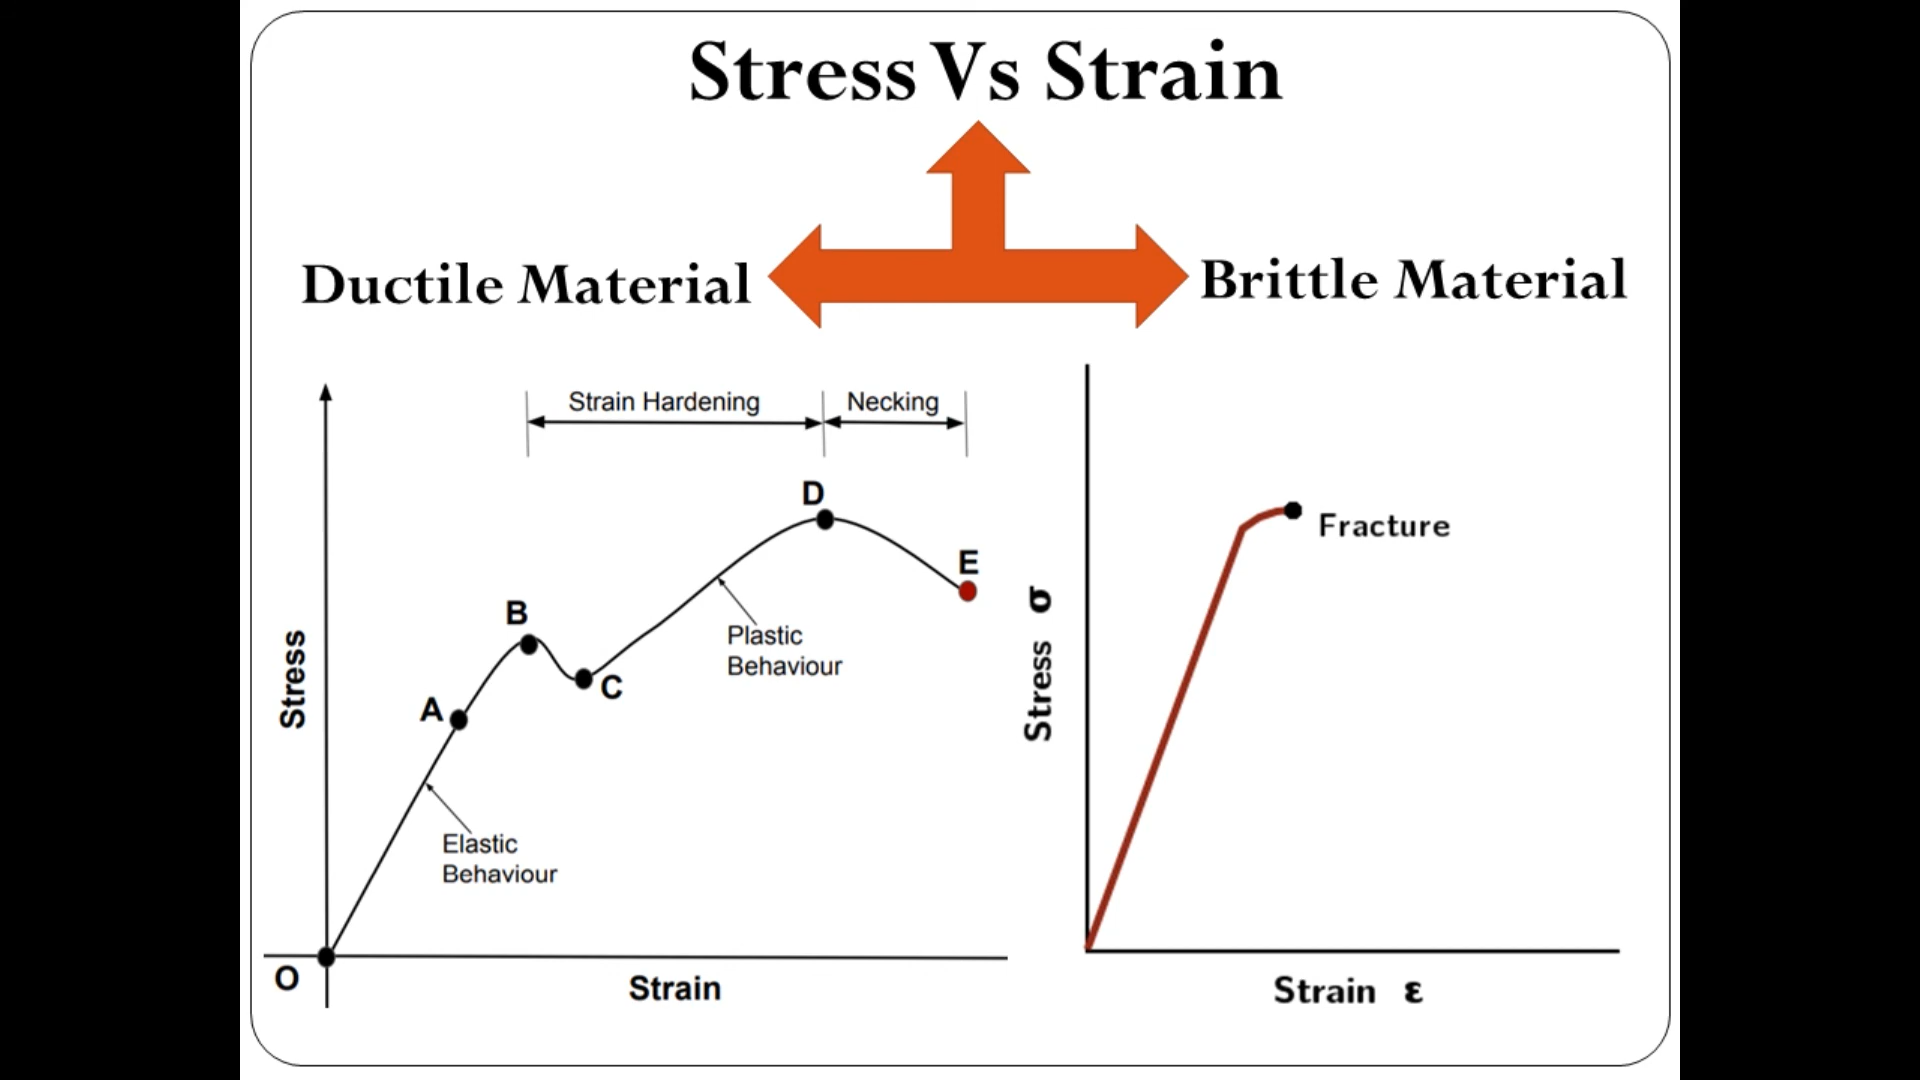 Stress Vs Strain
Ductile Material
Brittle Material
Strain Hardening
Necking
D
E
B
C
A
Plastic
Behaviour
Elastic
Behaviour
Stress
O
Strain
Fracture
Stress σ
Strain ε